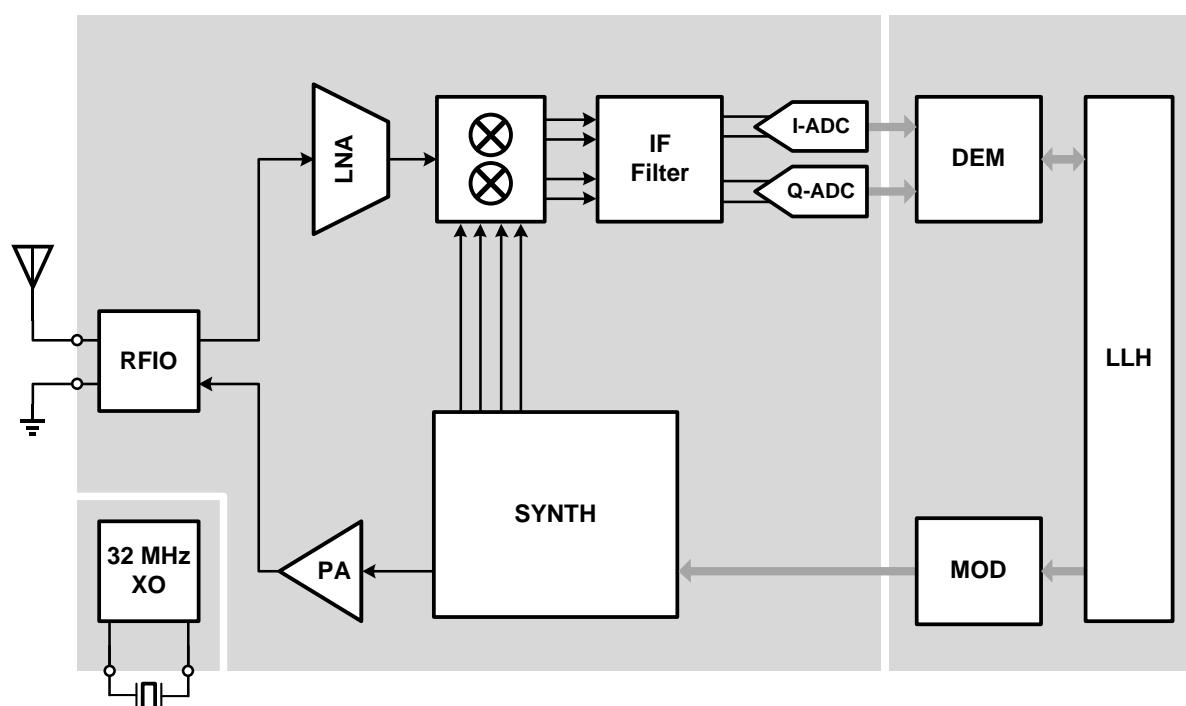 LNA
IF
Filter
I-ADC
Q-ADC
DEM
RFIO
LLH
SYNTH
32 MHz
XO
PA
MOD